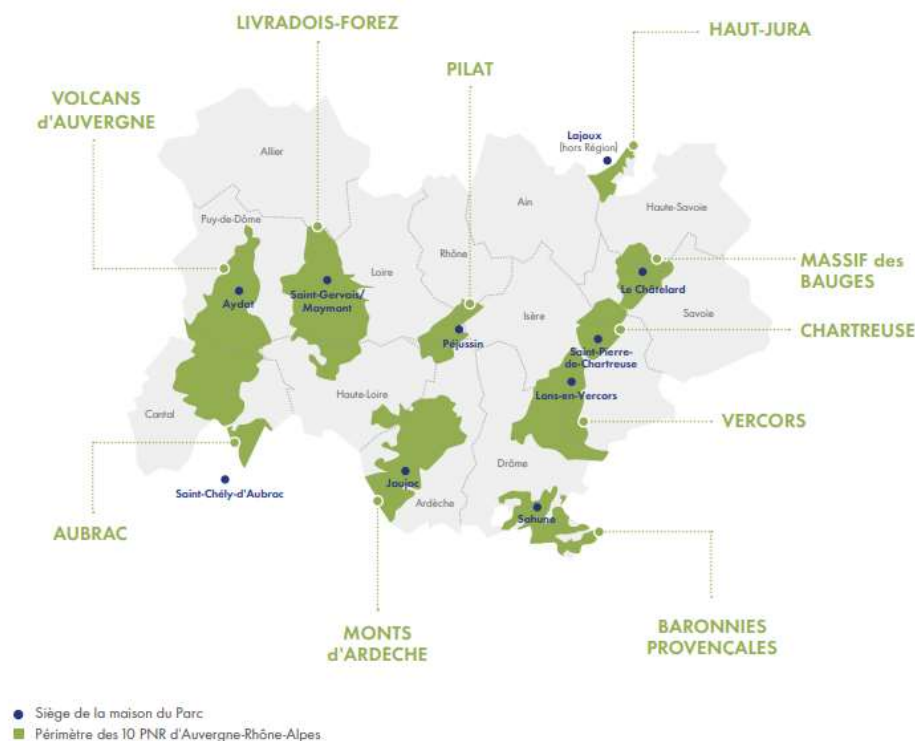 LIVRADOIS-FOREZ
HAUT-JURA
PILAT
VOLCANS
d'AUVERGNE
Lajoux
(hors Région)
Allier
Ain
Haute-Savoie
Puy-de-Dôme
Rhône
Loire
MASSIF des
BAUGES
Le Châtelard
Aydat
Saint-Gervais/
Maymont
Isère
Savoie
CHARTREUSE
Péjussin
Saint-Pierre-
de-Chartreuse
Lans-en-Vercors
Haute-Loire
Cantal
VERCORS
Drôme
Jaujac
Saint-Chély-d'Aubrac
Ardèche
Sahune
AUBRAC
MONTS
d'ARDÈCHE
BARONNIES
PROVENÇALES
Siège de la maison du Parc
Périmètre des 10 PNR d'Auvergne-Rhône-Alpes